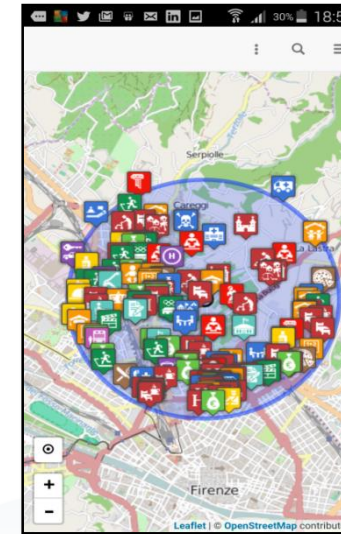 30% 18:5
Serpiolle
Careggi
H
La Lastra
+
-
Firenze
Leaflet | © OpenStreetMap contribut